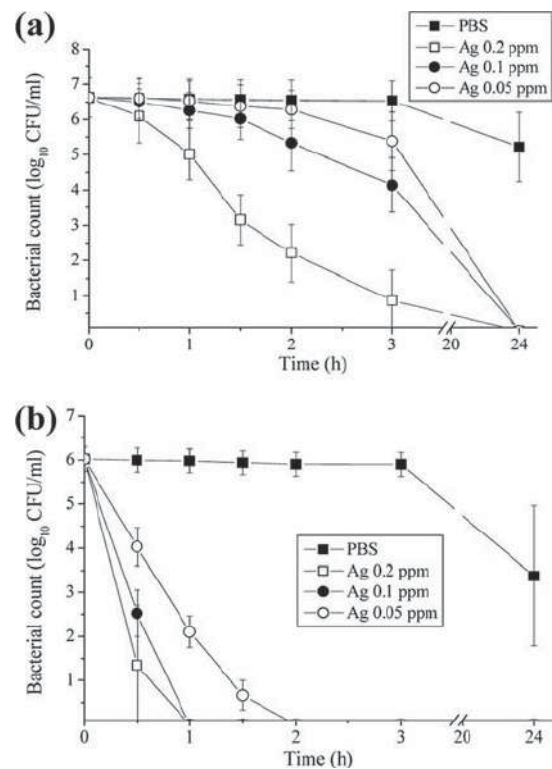 (a)
PBS
Ag 0.2 ppm
Ag 0.1 ppm
Ag 0.05 ppm
Bacterial count (log10 CFU/ml)
8
7
6
5
4
3
2
1
0
1
2
3
20
24
Time (h)
(b)
PBS
Ag 0.2 ppm
Ag 0.1 ppm
Ag 0.05 ppm
Bacterial count (log10 CFU/ml)
7
6
5
4
3
2
1
0
1
2
3
20
24
Time (h)